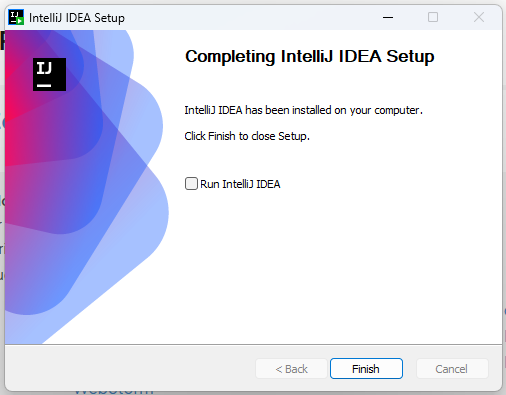 IntelliJ IDEA Setup
IJ
Completing IntelliJ IDEA Setup
IntelliJ IDEA has been installed on your computer.
Click Finish to close Setup.
Run IntelliJ IDEA
< Back
Finish
Cancel